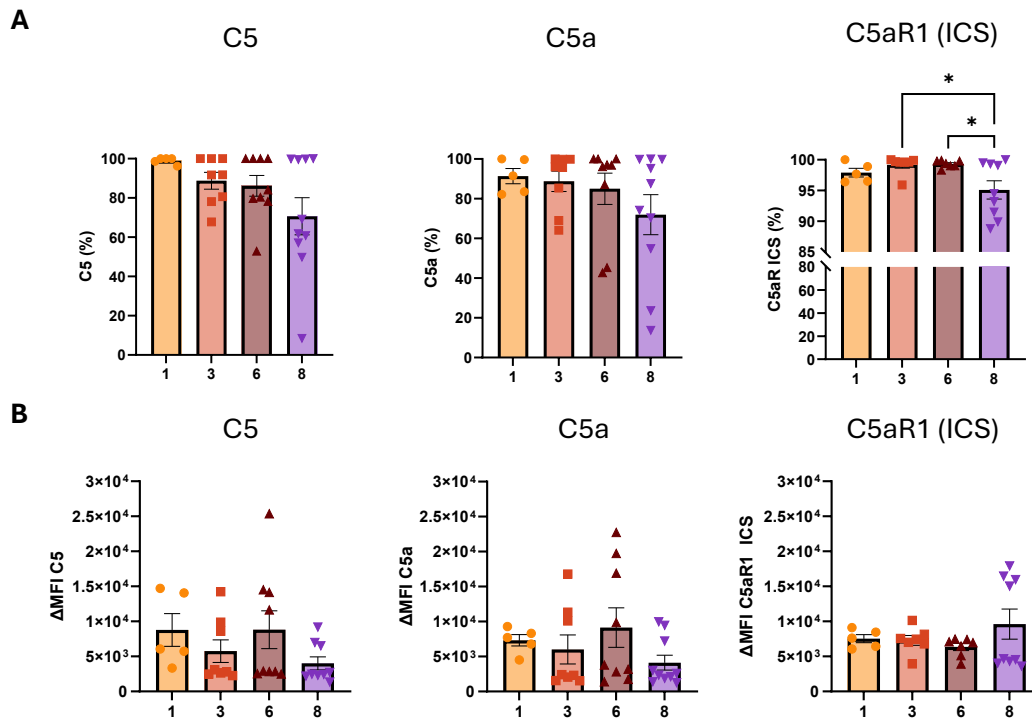 A
C5
C5a
C5aR1 (ICS)
*
*
C5 (%)
100
80
60
40
20
0
1 3 6 8
C5a (%)
100
80
60
40
20
0
1 3 6 8
C5aR ICS (%)
100
95
90
85
80
60
40
20
0
1 3 6 8
B
C5
C5a
C5aR1 (ICS)
ΔMFI C5
3×10⁴
2.5×10⁴
2×10⁴
1.5×10⁴
1×10⁴
5×10³
0
1 3 6 8
ΔMFI C5a
3×10⁴
2.5×10⁴
2×10⁴
1.5×10⁴
1×10⁴
5×10³
0
1 3 6 8
ΔMFI C5aR1 ICS
3×10⁴
2.5×10⁴
2×10⁴
1.5×10⁴
1×10⁴
5×10³
0
1 3 6 8